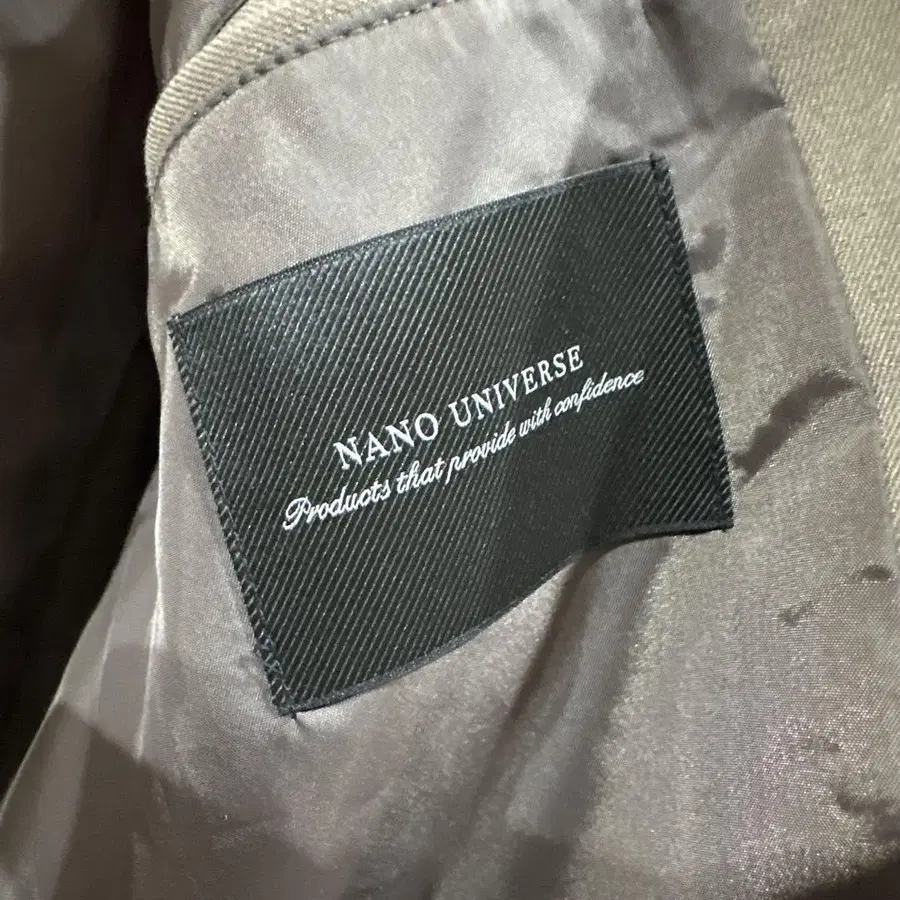 NANO UNIVERSE
Products that provide with confidence